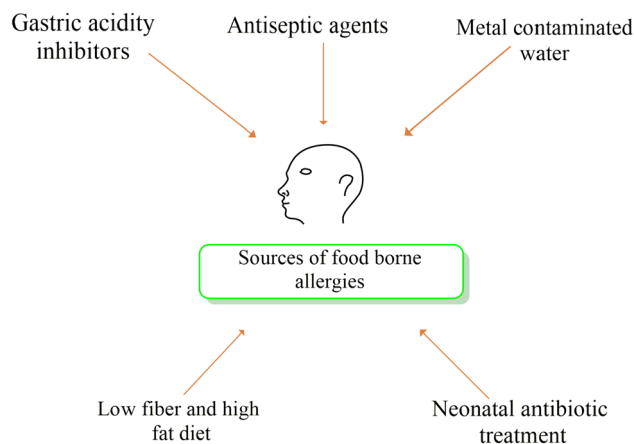 Gastric acidity
inhibitors
Antiseptic agents
Metal contaminated
water
Sources of food borne
allergies
Low fiber and high
fat diet
Neonatal antibiotic
treatment